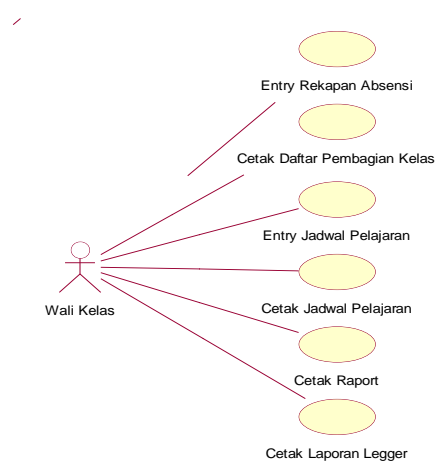 Entry Rekapan Absensi
Cetak Daftar Pembagian Kelas
Entry Jadwal Pelajaran
Wali Kelas
Cetak Jadwal Pelajaran
Cetak Raport
Cetak Laporan Legger